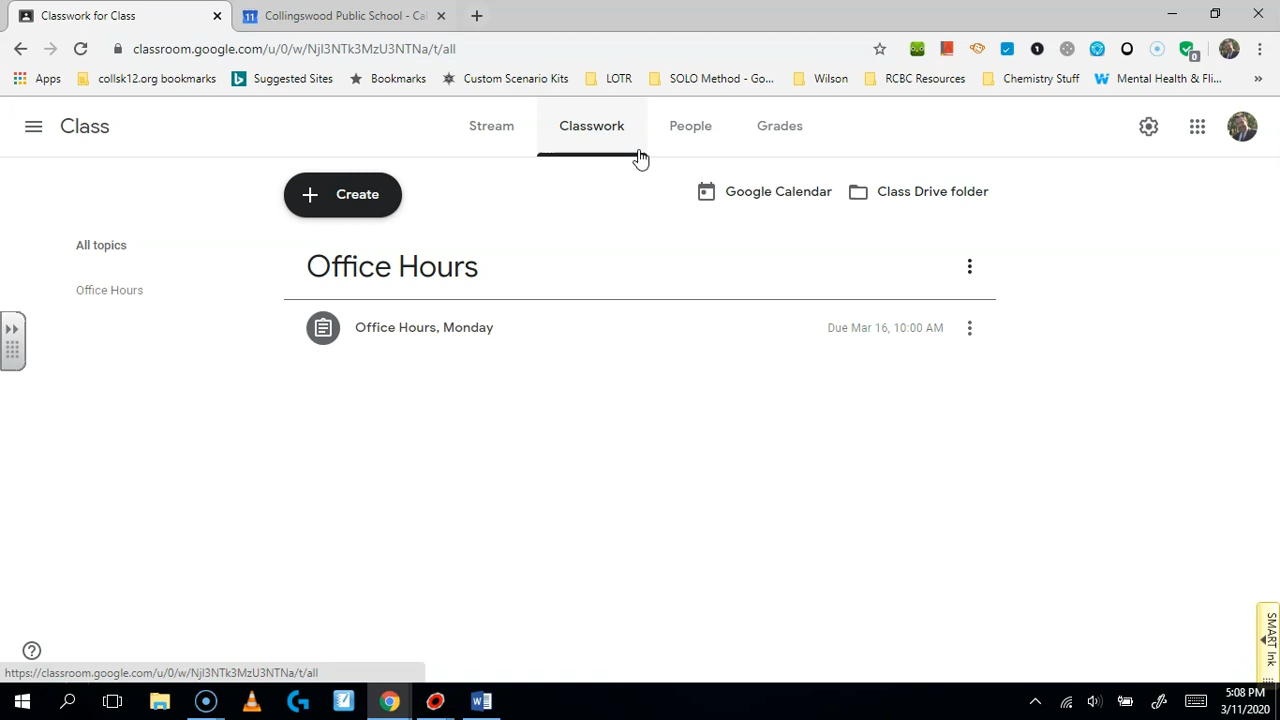 Classwork for Class
Collingswood Public School - Cal
classroom.google.com/u/0/w/NjI3NTk3MzU3NTNa/t/all
0
Apps
collsk12.org bookmarks
Suggested Sites
Bookmarks
Custom Scenario Kits
LOTR
SOLO Method - Go...
Wilson
RCBC Resources
Chemistry Stuff
Mental Health & Fli...
Class
Stream
Classwork
People
Grades
Create
Google Calendar
Class Drive folder
All topics
Office Hours
Office Hours
Office Hours, Monday
Due Mar 16, 10:00 AM
SMART Ink
https://classroom.google.com/u/0/w/NjI3NTk3MzU3NTNa/t/all
5:08 PM
3/11/2020